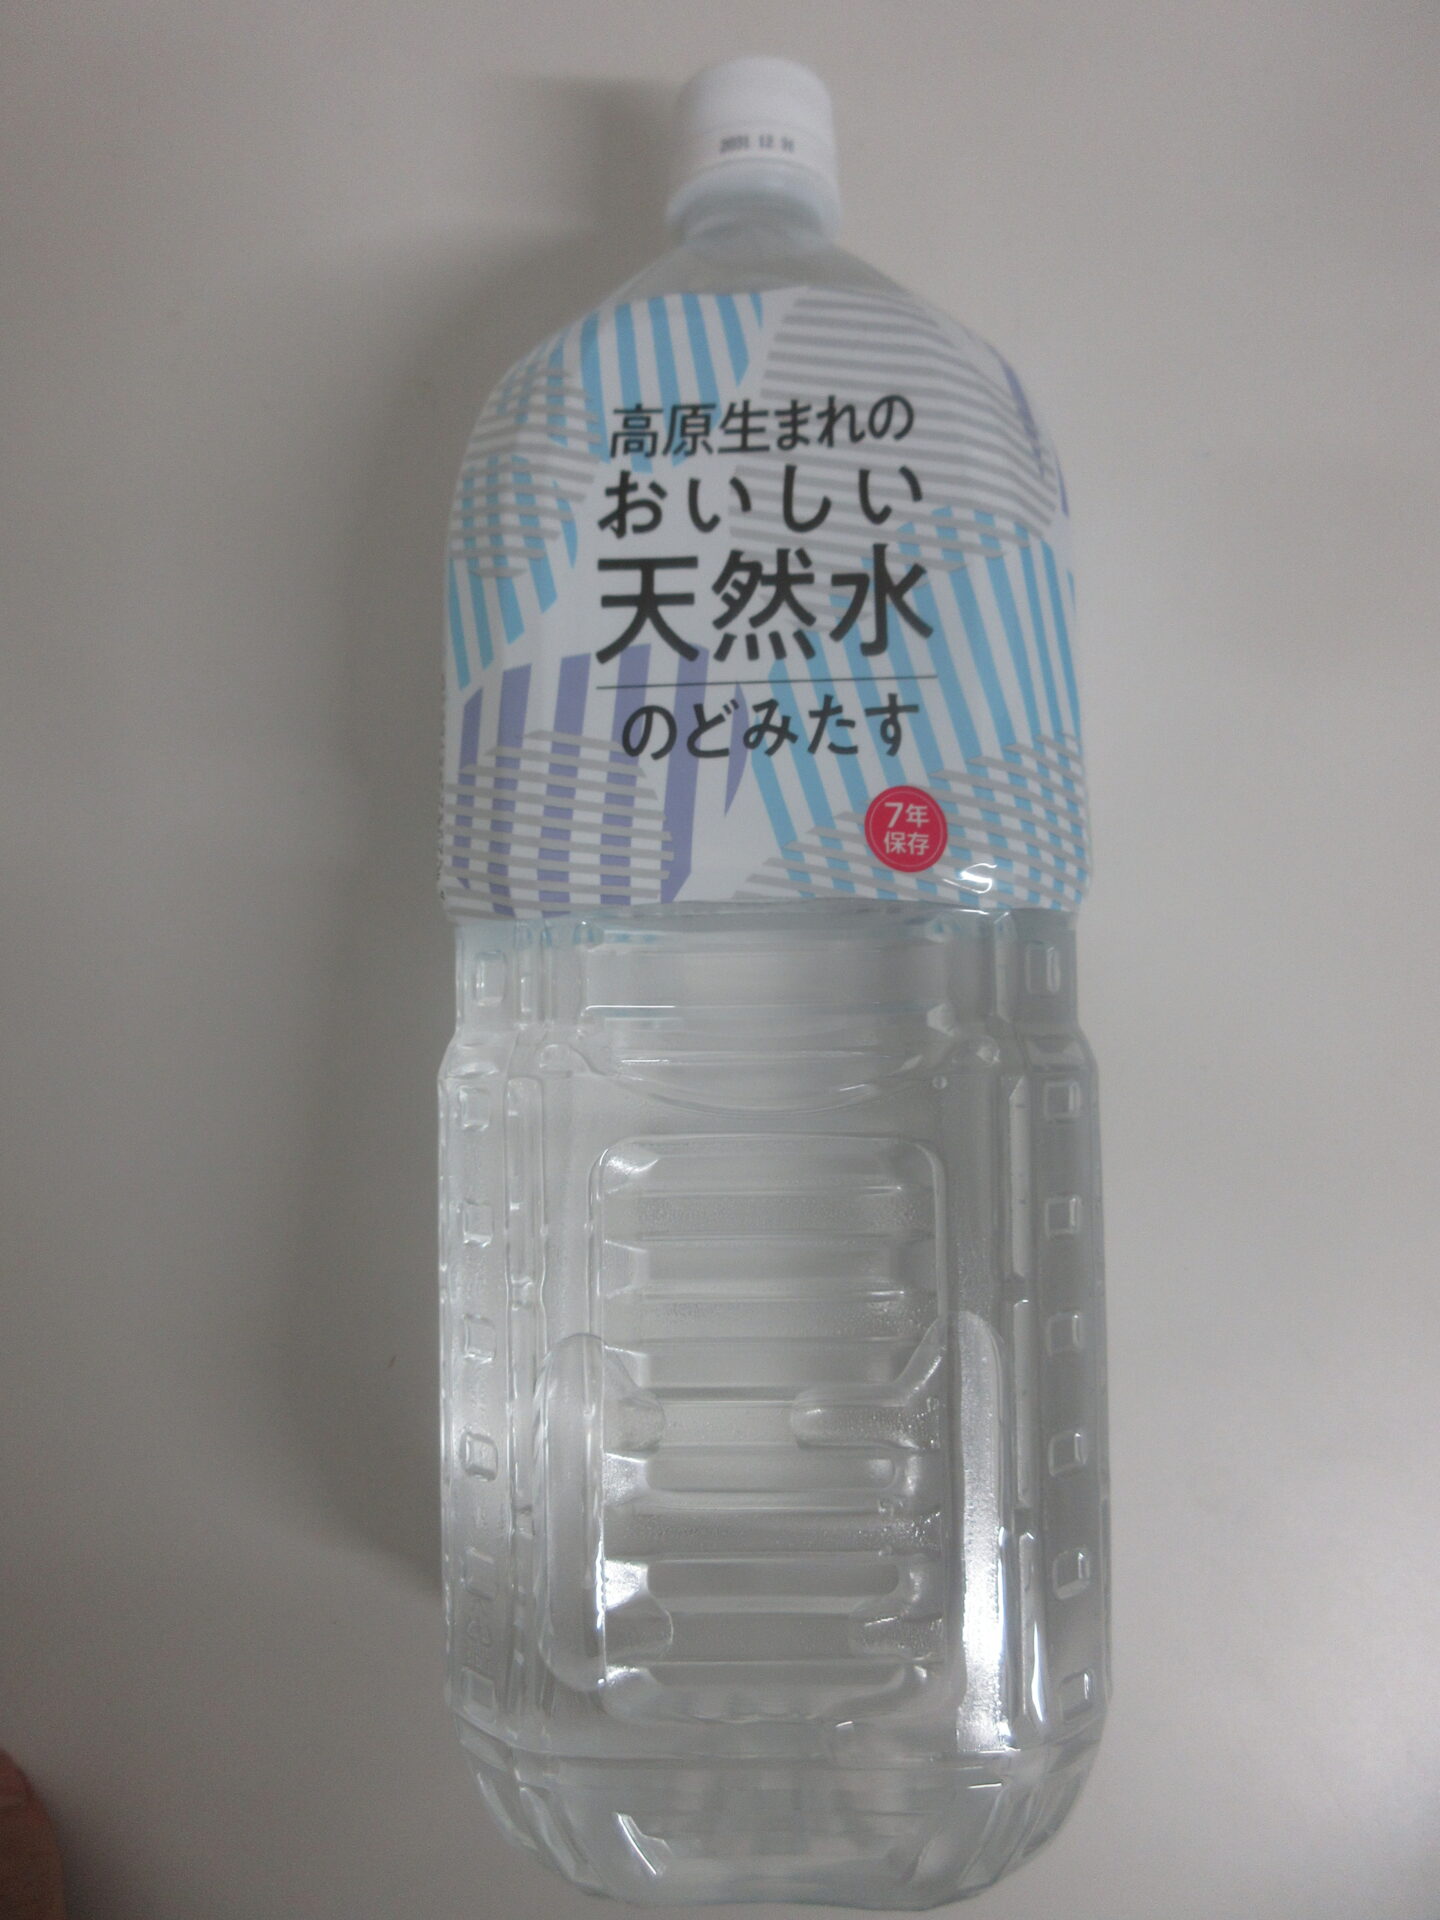 高原生まれの
おいしい
天然水
のどみたす
7年
保存